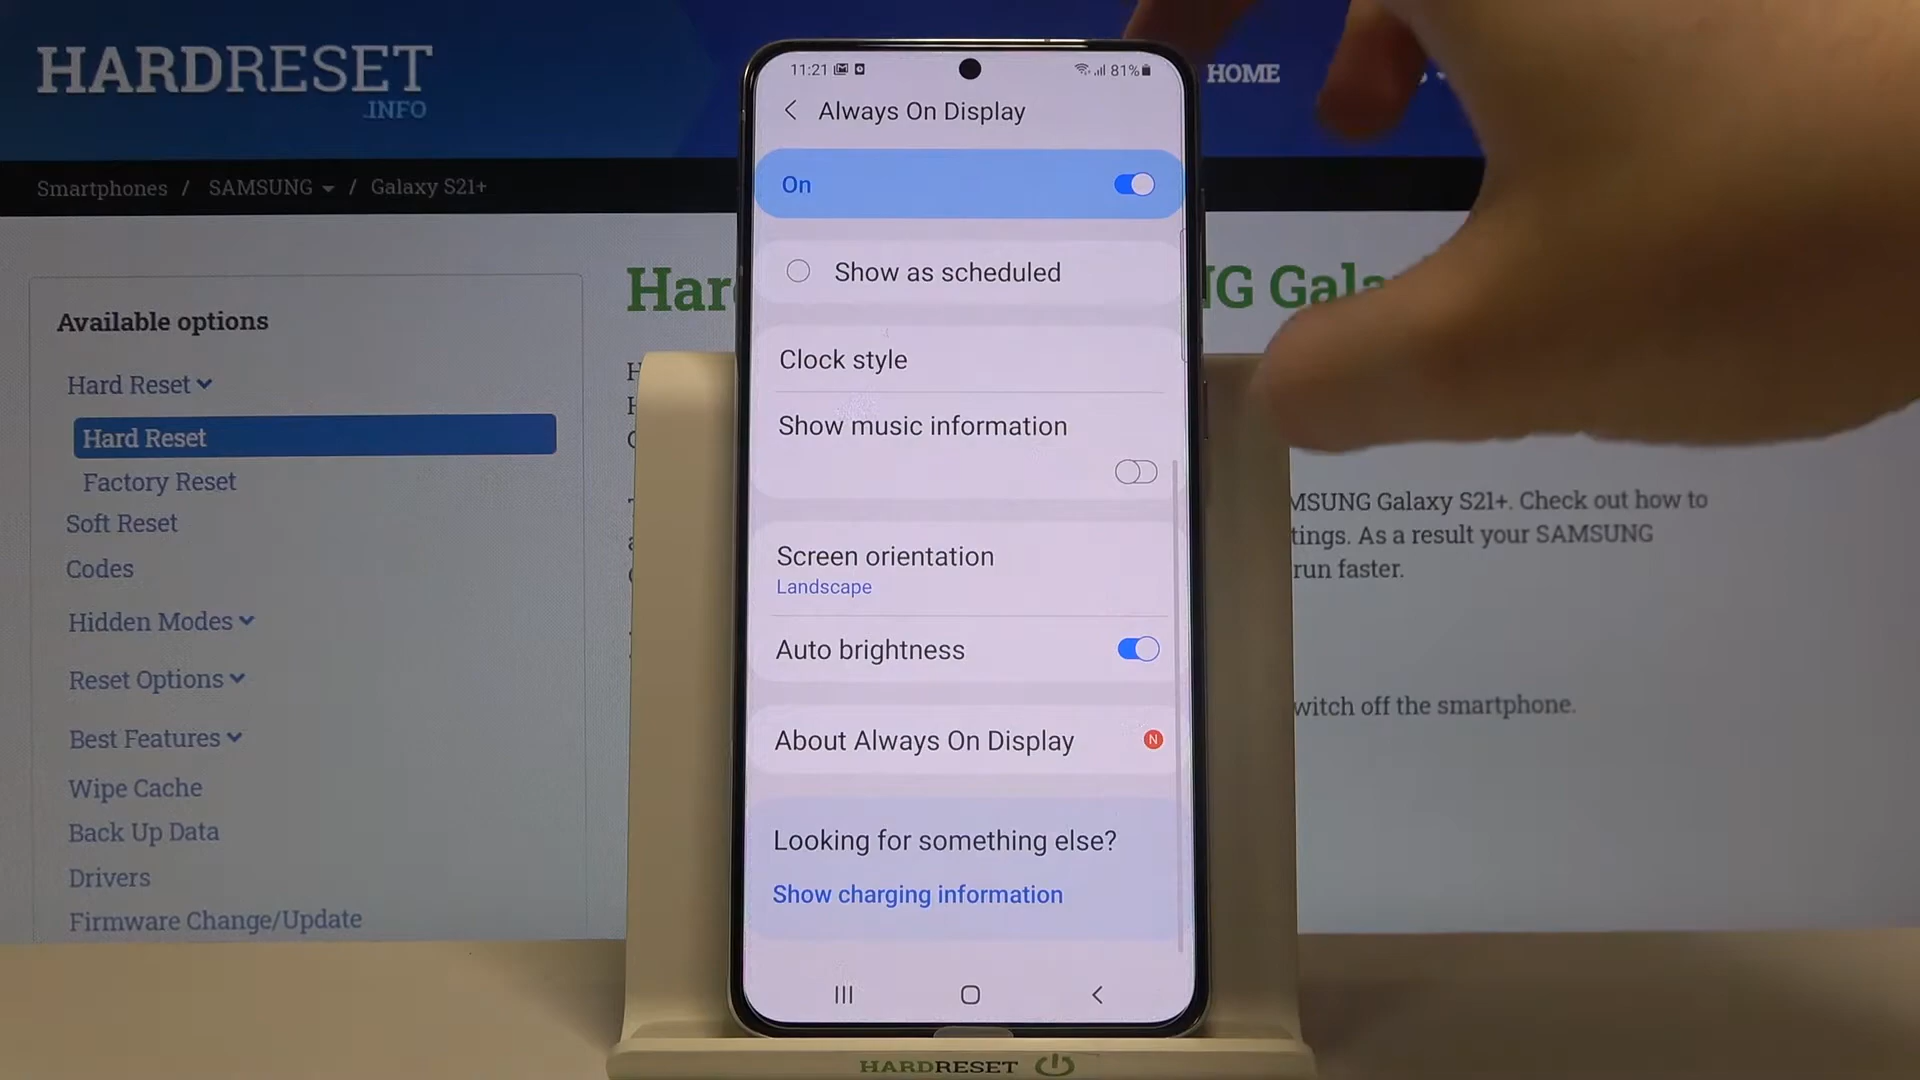 HARDRESET
.INFO
HOME
Smartphones / SAMSUNG / Galaxy S21+
Available options
Hard Reset
Hard Reset
Factory Reset
Soft Reset
Codes
Hidden Modes
Reset Options
Best Features
Wipe Cache
Back Up Data
Drivers
Firmware Change/Update
11:21
81%
Always On Display
On
Show as scheduled
Clock style
Show music information
Screen orientation
Landscape
Auto brightness
About Always On Display
N
Looking for something else?
Show charging information
SAMSUNG Galaxy S21+. Check out how to
As a result your SAMSUNG
run faster.
off the smartphone.
HARDRESET